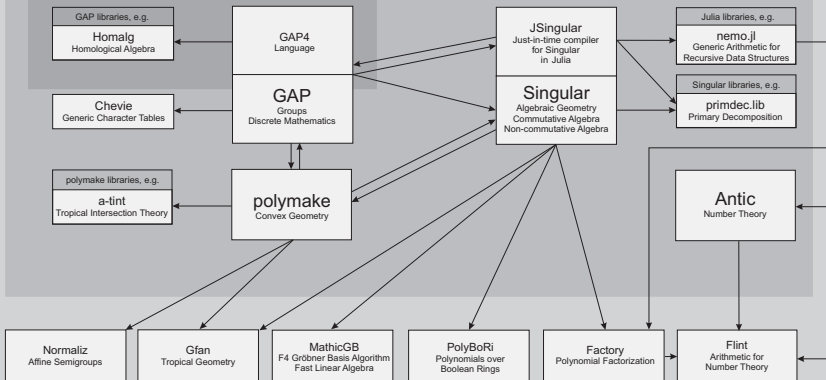 GAP libraries, e.g.
Homalg
Homological Algebra
GAP4
Language
JSingular
Just-in-time compiler
for Singular
in Julia
Julia libraries, e.g.
nemo.jl
Generic Arithmetic for
Recursive Data Structures
Chevie
Generic Character Tables
GAP
Groups
Discrete Mathematics
Singular
Algebraic Geometry
Commutative Algebra
Non-commutative Algebra
Singular libraries, e.g.
primdec.lib
Primary Decomposition
polymake libraries, e.g.
a-tint
Tropical Intersection Theory
polymake
Convex Geometry
Antic
Number Theory
Normaliz
Affine Semigroups
Gfan
Tropical Geometry
MathicGB
F4 Gröbner Basis Algorithm
Fast Linear Algebra
PolyBoRi
Polynomials over
Boolean Rings
Factory
Polynomial Factorization
Flint
Arithmetic for
Number Theory